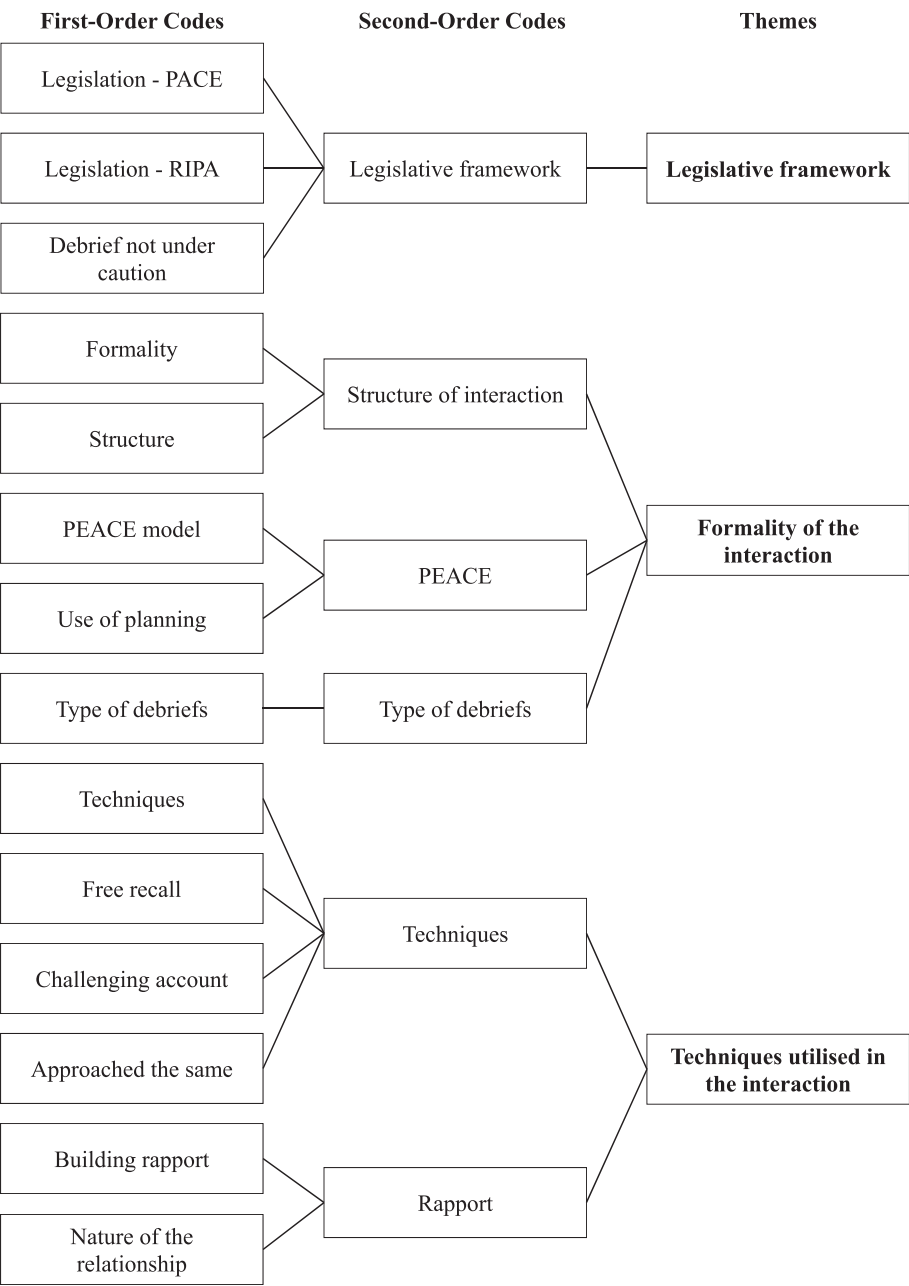 First-Order Codes
Second-Order Codes
Themes
Legislation - PACE
Legislation - RIPA
Legislative framework
Legislative framework
Debrief not under
caution
Formality
Structure of interaction
Structure
PEACE model
Formality of the
interaction
PEACE
Use of planning
Type of debriefs
Type of debriefs
Techniques
Free recall
Techniques
Challenging account
Approached the same
Techniques utilised in
the interaction
Building rapport
Rapport
Nature of the
relationship